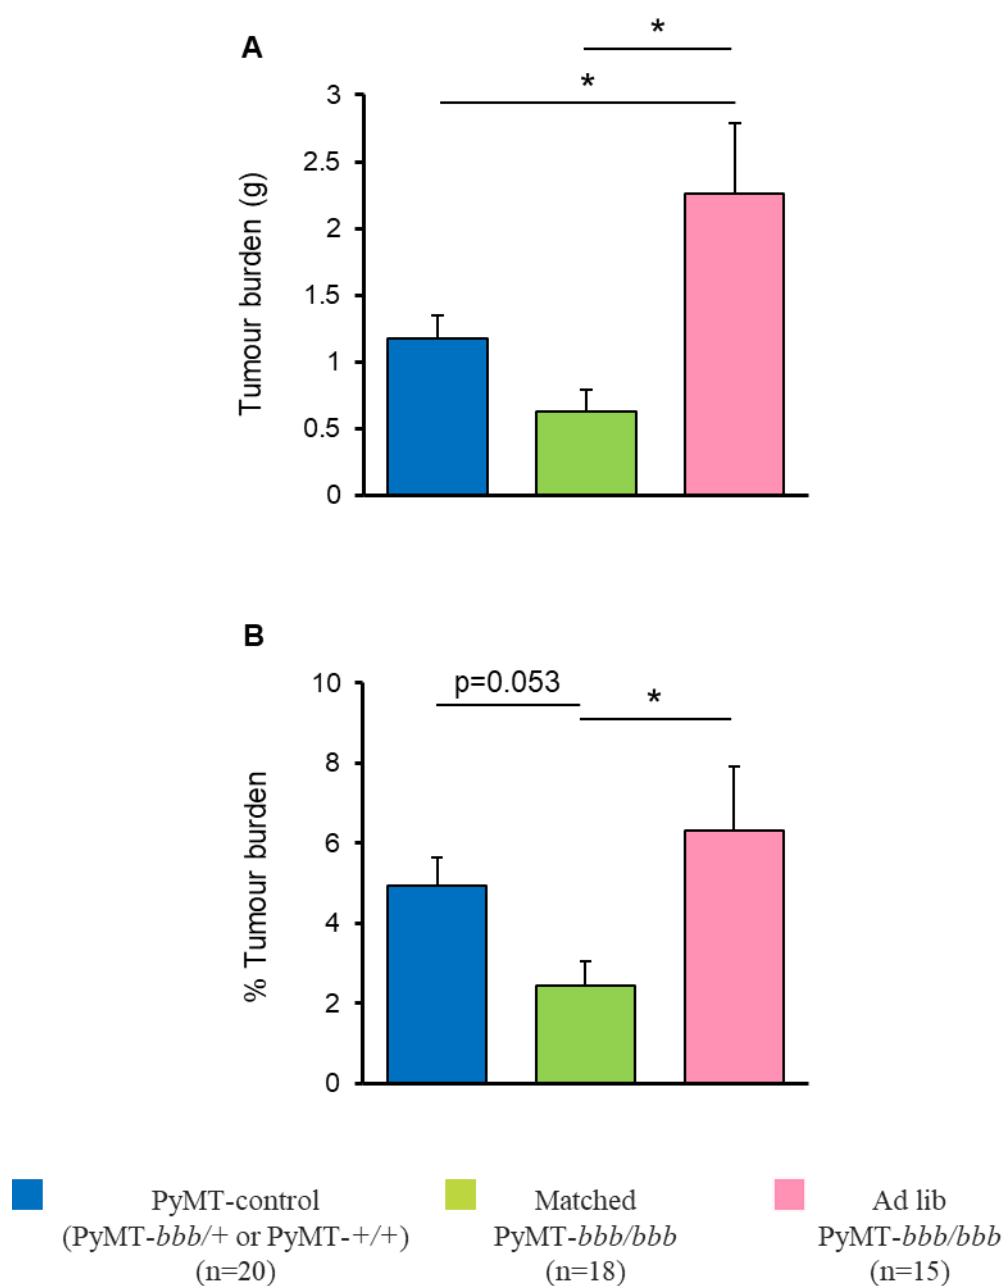 A
*
*
3
2.5
2
1.5
1
0.5
0
Tumour burden (g)
B
p=0.053
*
10
8
6
4
2
0
% Tumour burden
PyMT-control
(PyMT-bbb/+ or PyMT-+/+)
(n=20)
Matched
PyMT-bbb/bbb
(n=18)
Ad lib
PyMT-bbb/bbb
(n=15)